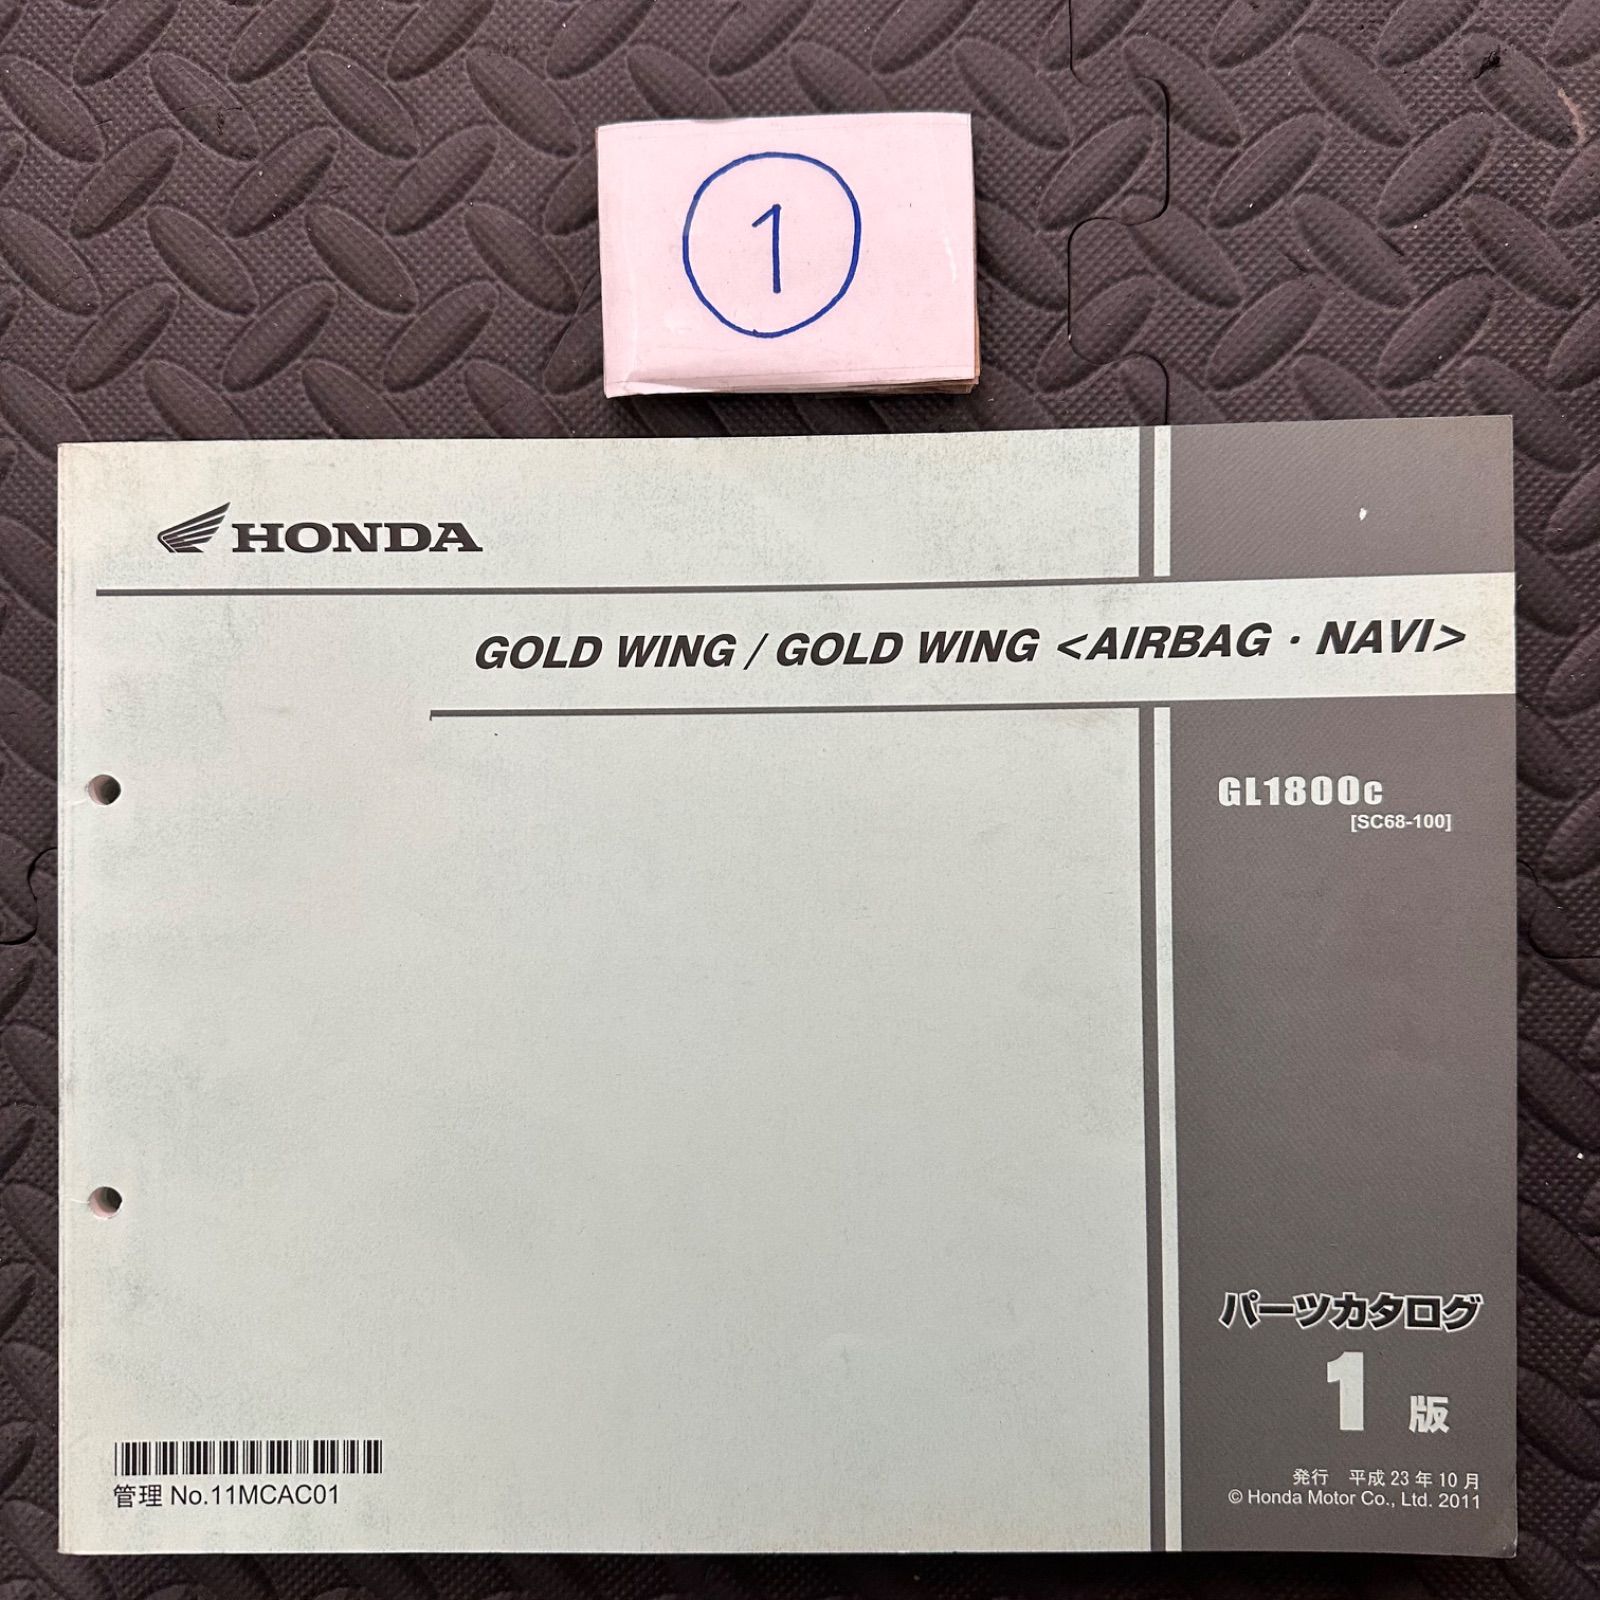 1
HONDA
GOLD WING / GOLD WING <AIRBAG・NAVI>
GL1800C
[SC68-100]
パーツカタログ
1 版
管理 No.11MCAC01
発行 平成 23 年 10 月
© Honda Motor Co., Ltd. 2011